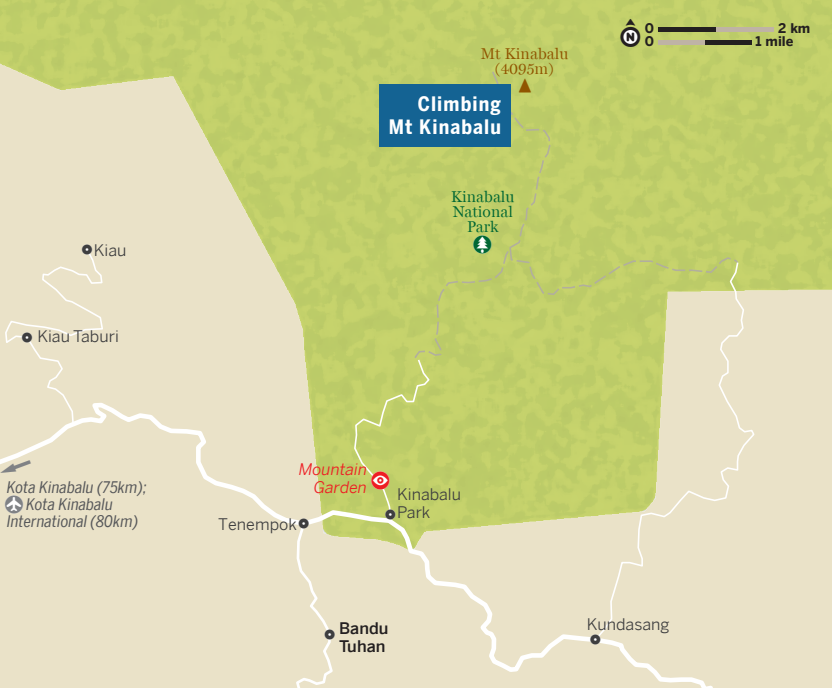 0 2 km
N
0 1 mile
Mt Kinabalu
(4095m)
Climbing
Mt Kinabalu
Kinabalu
National
Park
Kiau
Kiau Taburi
Mountain
Garden
Kota Kinabalu (75km);
Kota Kinabalu
International (80km)
Kinabalu
Park
Tenempok
Bandu
Tuhan
Kundasang